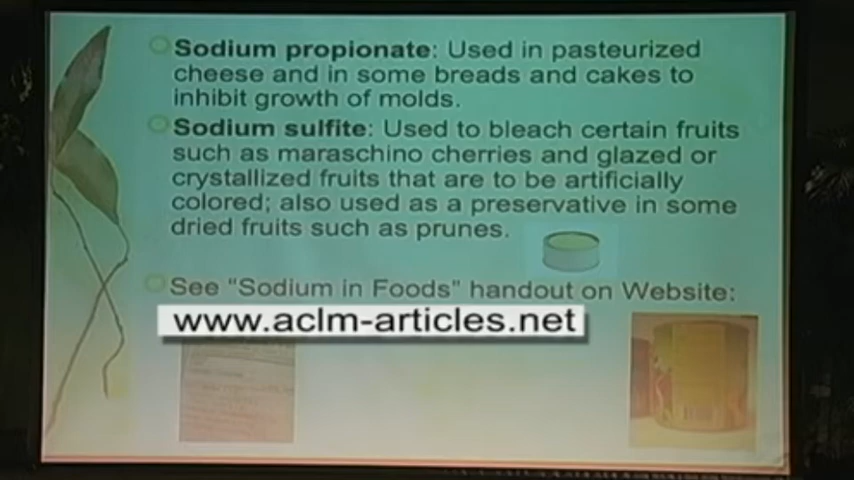 Sodium propionate: Used in pasteurized
cheese and in some breads and cakes to
inhibit growth of molds.
Sodium sulfite: Used to bleach certain fruits
such as maraschino cherries and glazed or
crystallized fruits that are to be artificially
colored; also used as a preservative in some
dried fruits such as prunes.
See "Sodium in Foods" handout on Website:
www.aclm-articles.net